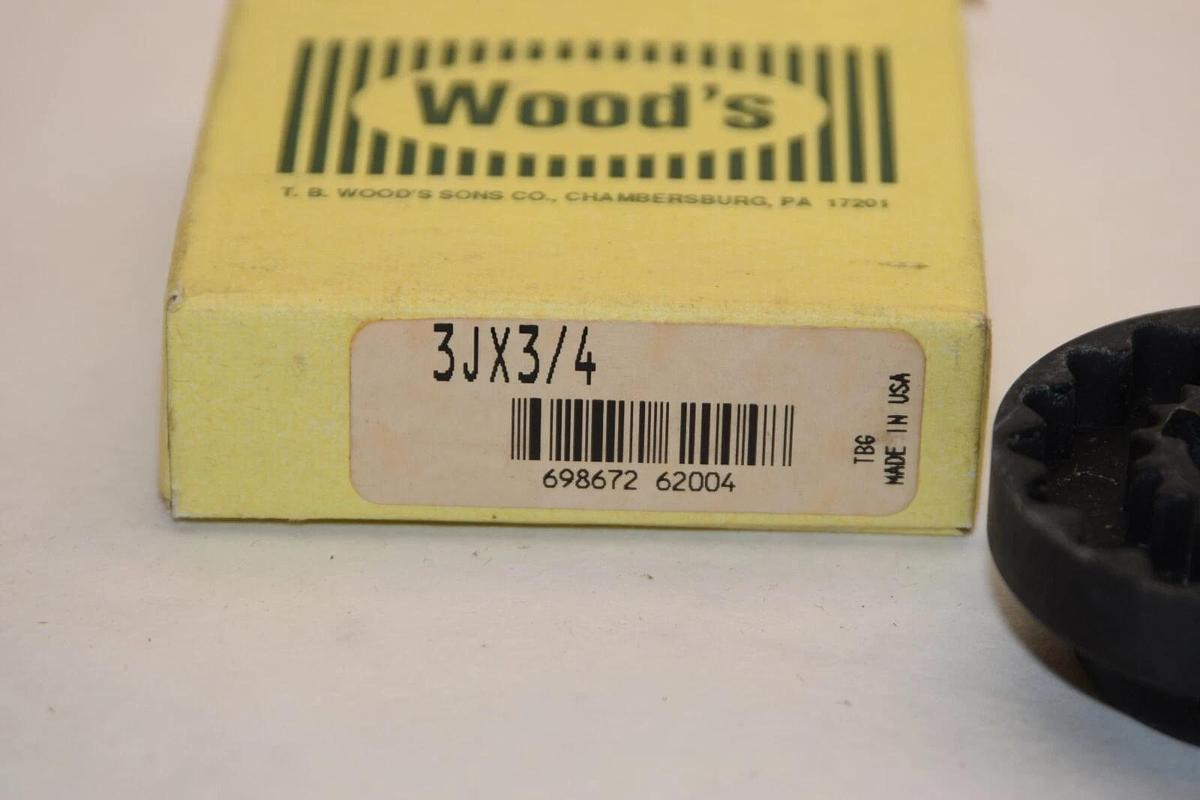 Wood's
T. B. WOOD'S SONS CO., CHAMBERSBURG, PA 17201
3JX3/4
698672 62004
TBG
MADE IN USA